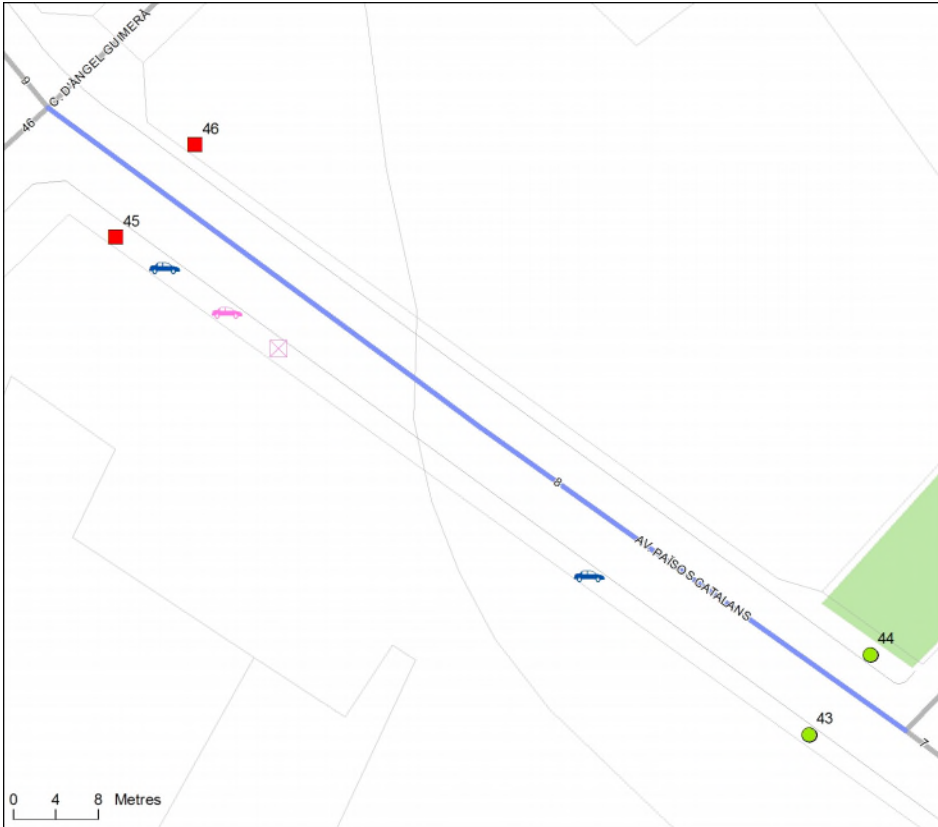 C. D'ÀNGEL GUIMERÀ
9
46
46
45
8
AV. PAÏSOS CATALANS
44
43
7
0 4 8 Metres